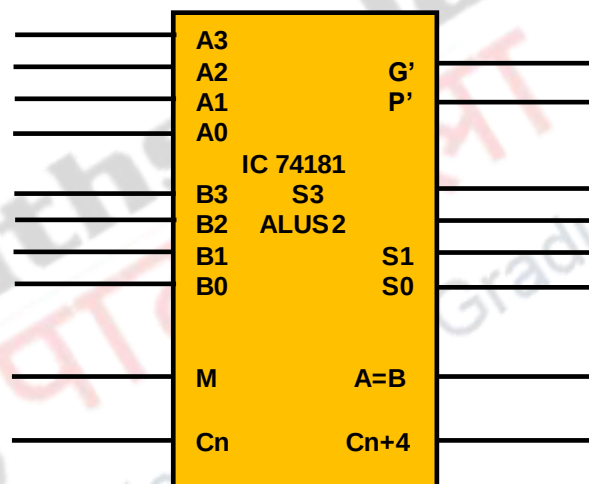 A3
A2 G’
A1 P’
A0
IC 74181
B3 S3
B2 ALUS2
B1 S1
B0 S0
M A=B
Cn Cn+4